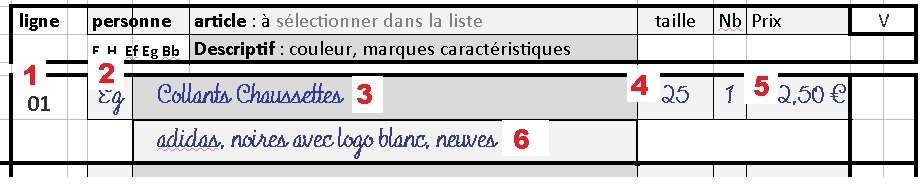 ligne personne article : à sélectionner dans la liste taille Nb Prix V
F H Ef Eg Bb Descriptif : couleur, marques caractéristiques
1 2
01 Eg Collants Chaussettes 3 4 25 1 5 2,50 €
adidas, noires avec logo blanc, neuves 6